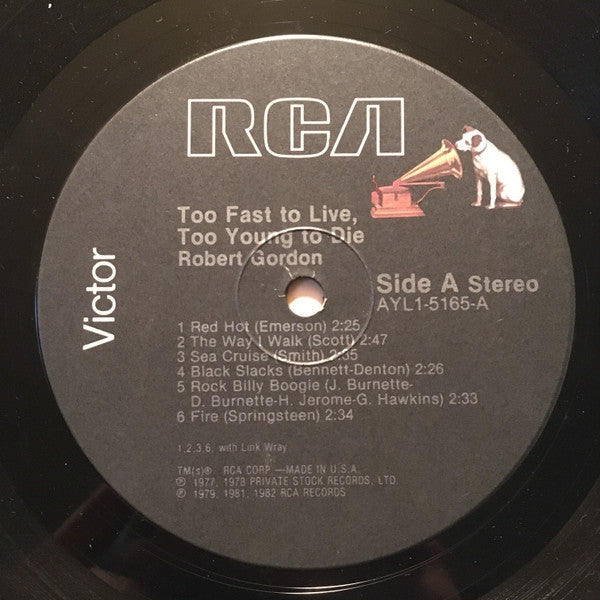 RCA
Victor
Too Fast to Live,
Too Young to Die
Robert Gordon
Side A Stereo
AYL1-5165-A
1 Red Hot (Emerson) 2:25
2 The Way I Walk (Scott) 2:47
3 Sea Cruise (Smith) 2:35
4 Black Slacks (Bennett-Denton) 2:26
5 Rock Billy Boogie (J. Burnette-
D. Burnette-H. Jerome-G. Hawkins) 2:33
6 Fire (Springsteen) 2:34
1,2,3,6, with Link Wray
TM(s)® RCA CORP.—MADE IN U.S.A.
℗ 1977, 1978 PRIVATE STOCK RECORDS, LTD.
℗ 1979, 1981, 1982 RCA RECORDS